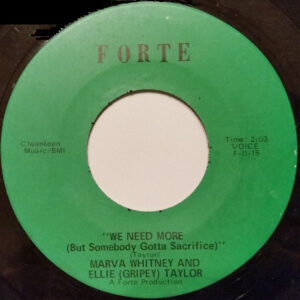 FORTE
Cleanteen
Music/BMI
Time: 2:03
VOICE
F-11-15
"WE NEED MORE
(But Somebody Gotta Sacrifice)"
(Taylor)
MARVA WHITNEY AND
ELLIE (GRIPEY) TAYLOR
A Forte Production